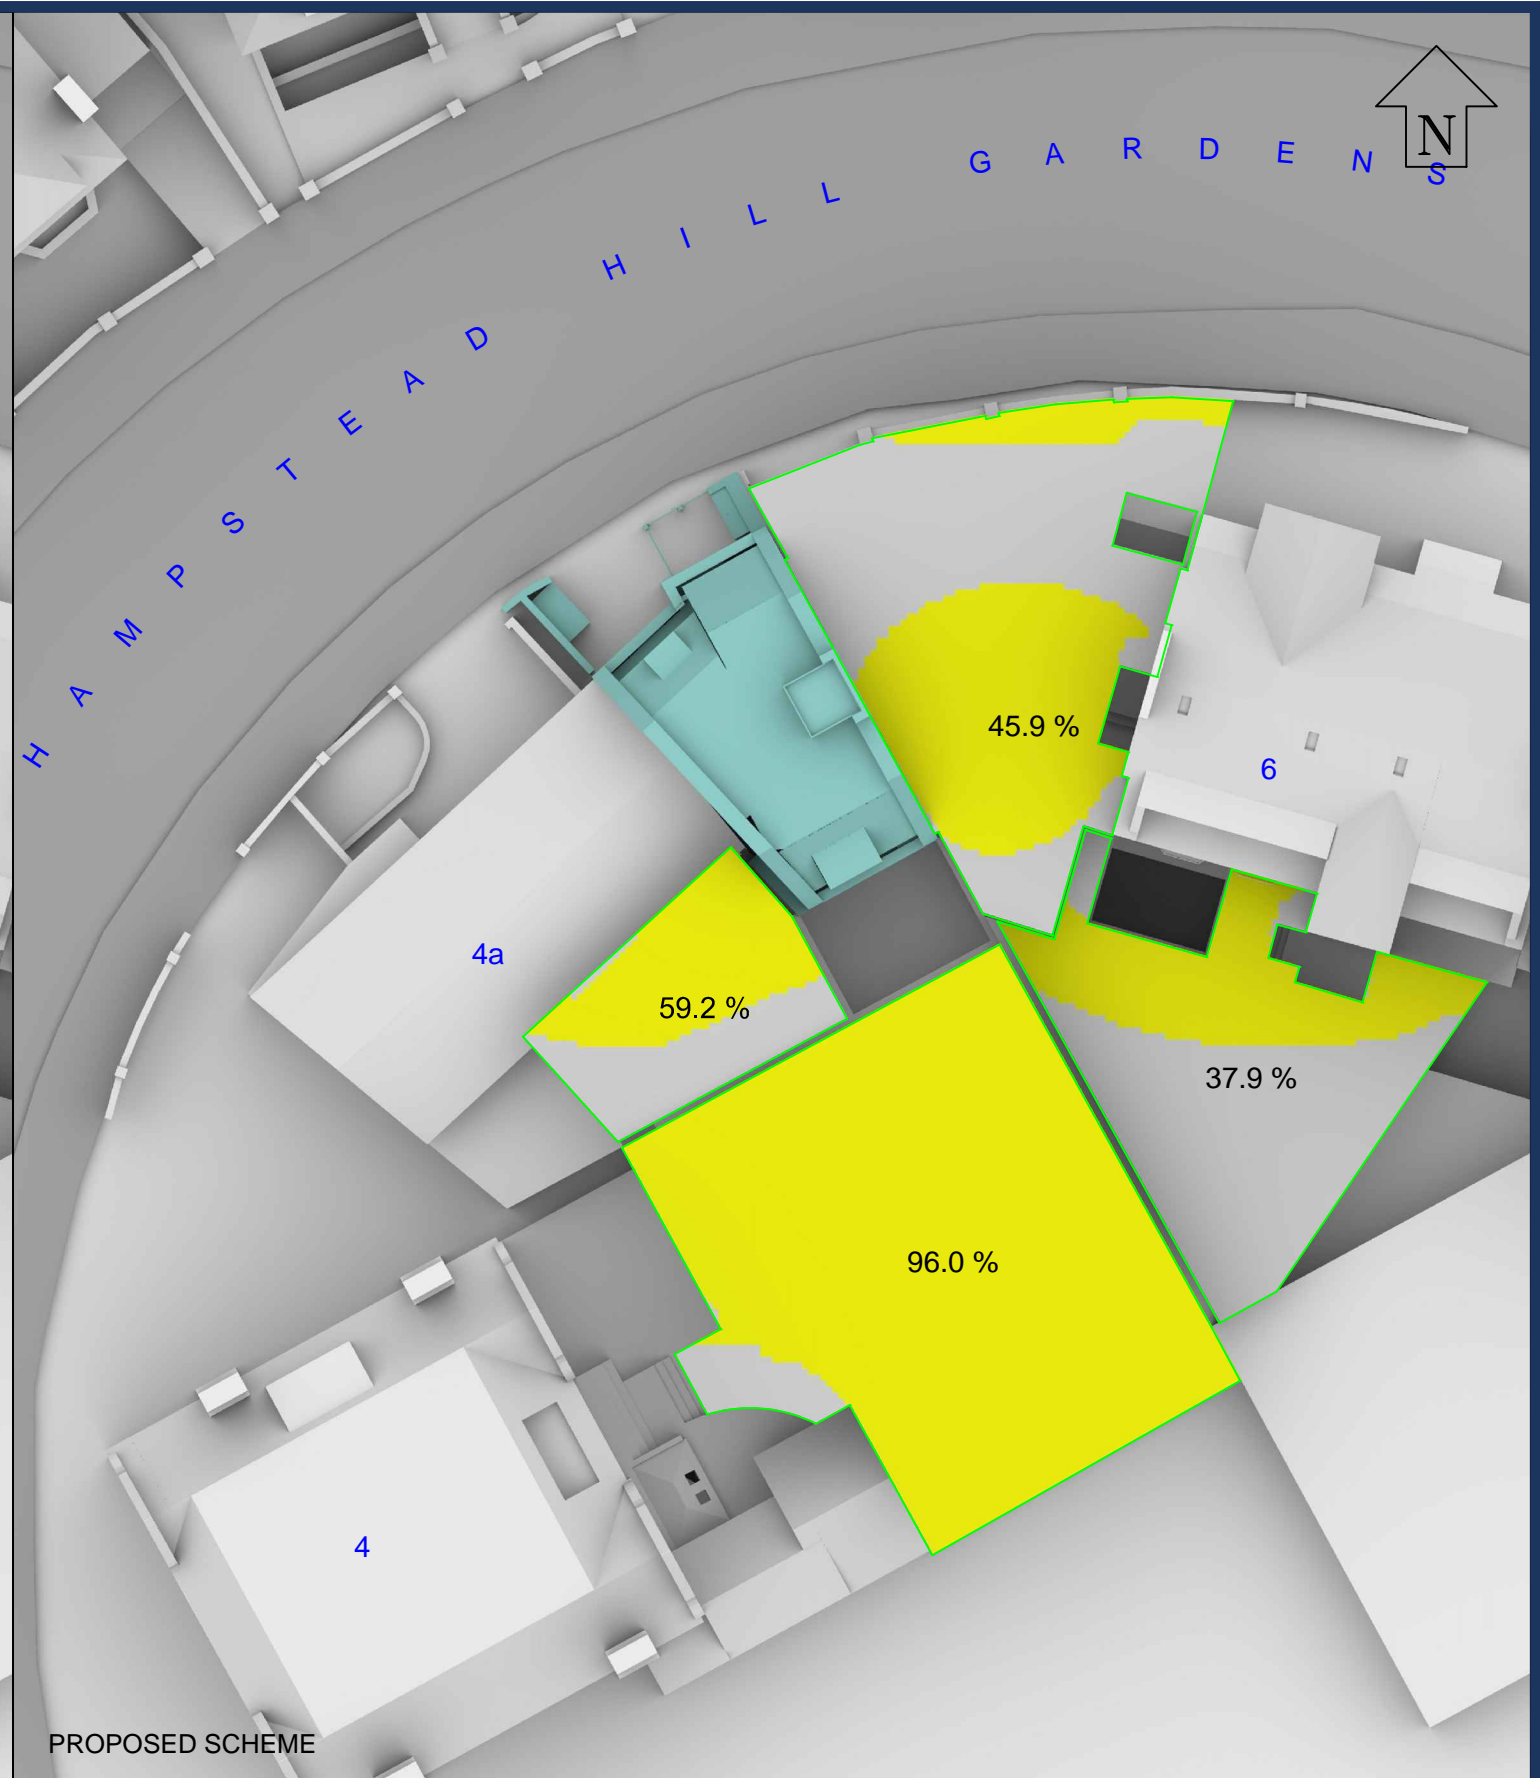 N
HAMPSTEAD HILL GARDENS
45.9 %
6
4a
59.2 %
37.9 %
96.0 %
4
PROPOSED SCHEME